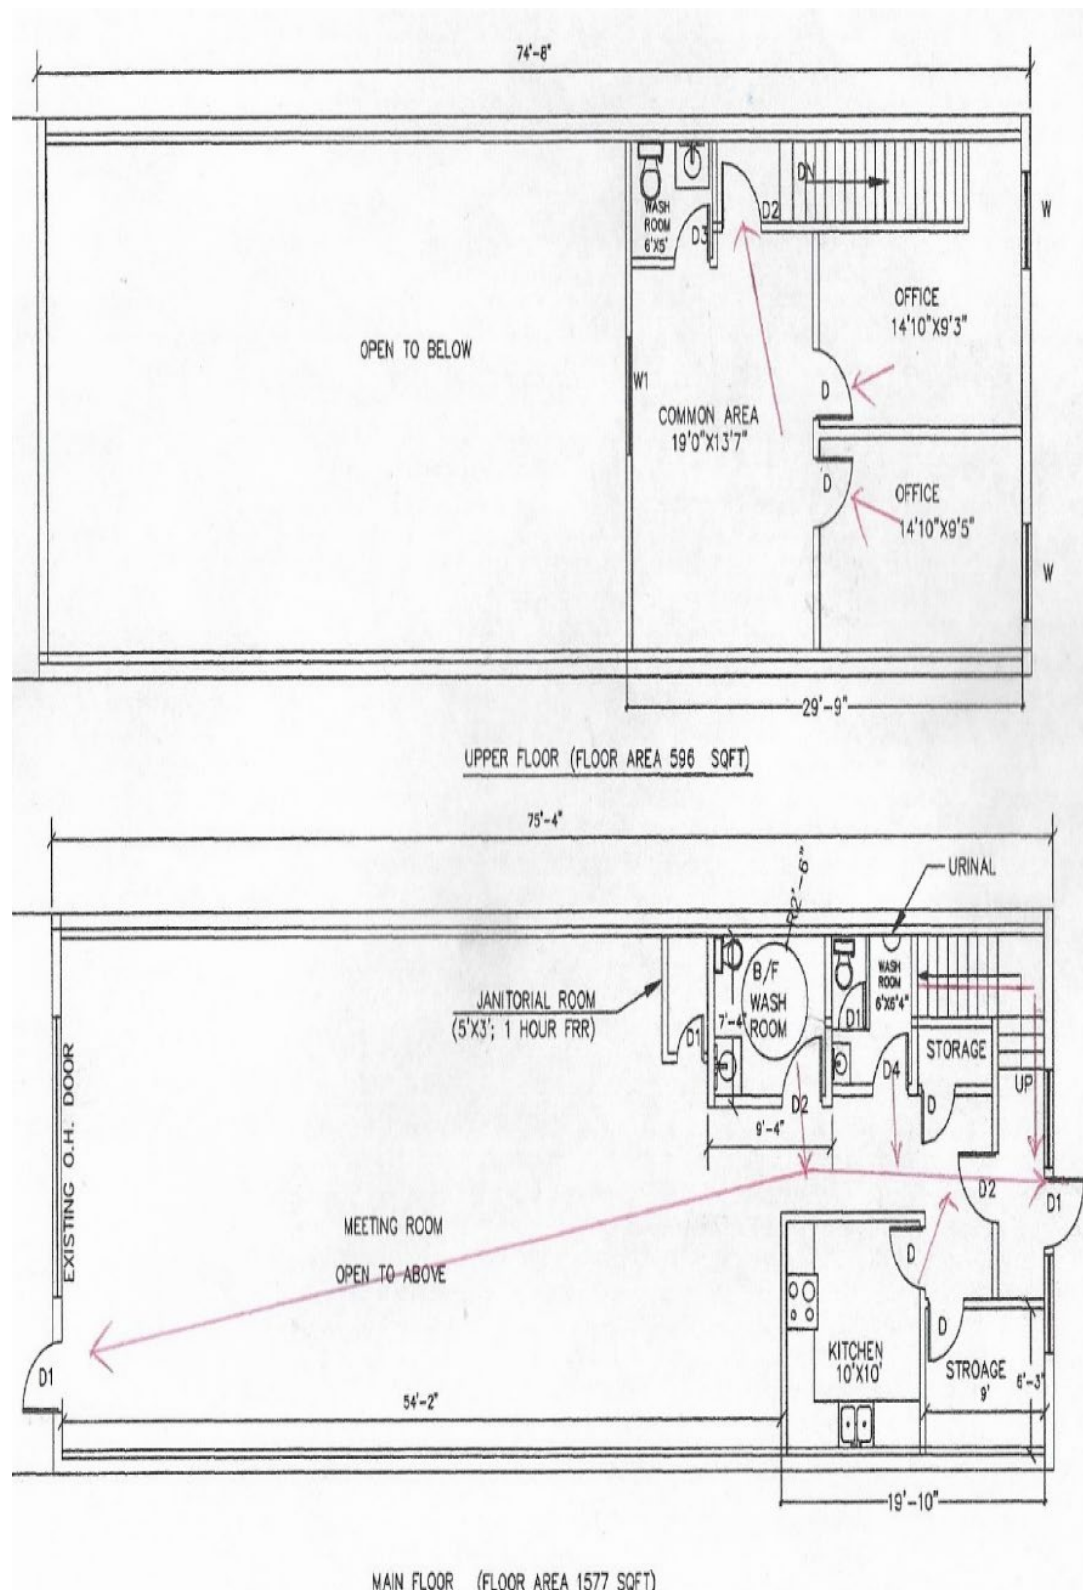 74'-8"
WASH
ROOM
6'X5'
D3
D2
DN
W
OFFICE
14'10"X9'3"
OPEN TO BELOW
W1
D
COMMON AREA
19'0"X13'7"
D
OFFICE
14'10"X9'5"
W
29'-9"
UPPER FLOOR (FLOOR AREA 596 SQFT)
75'-4"
R2'-6"
URINAL
JANITORIAL ROOM
(5'X3'; 1 HOUR FRR)
D1
7'-4"
B/F
WASH
ROOM
D1
WASH
ROOM
6'X6'4"
STORAGE
UP
D2
D4
D
9'-4"
EXISTING O.H. DOOR
D2
D1
MEETING ROOM
OPEN TO ABOVE
D
D
D1
KITCHEN
10'X10'
STROAGE
9'
6'-3"
54'-2"
19'-10"
MAIN FLOOR (FLOOR AREA 1577 SQFT)